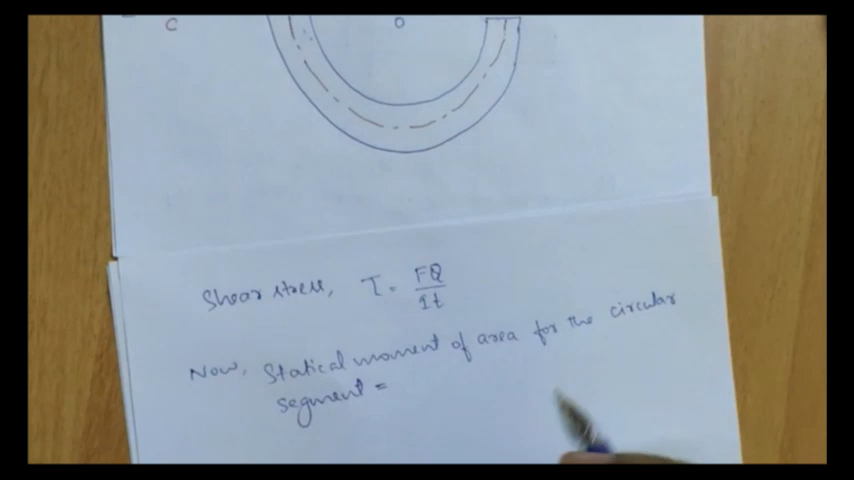 C
O
Shear stress, τ = FQ/It
Now, Statical moment of area for the circular
segment =